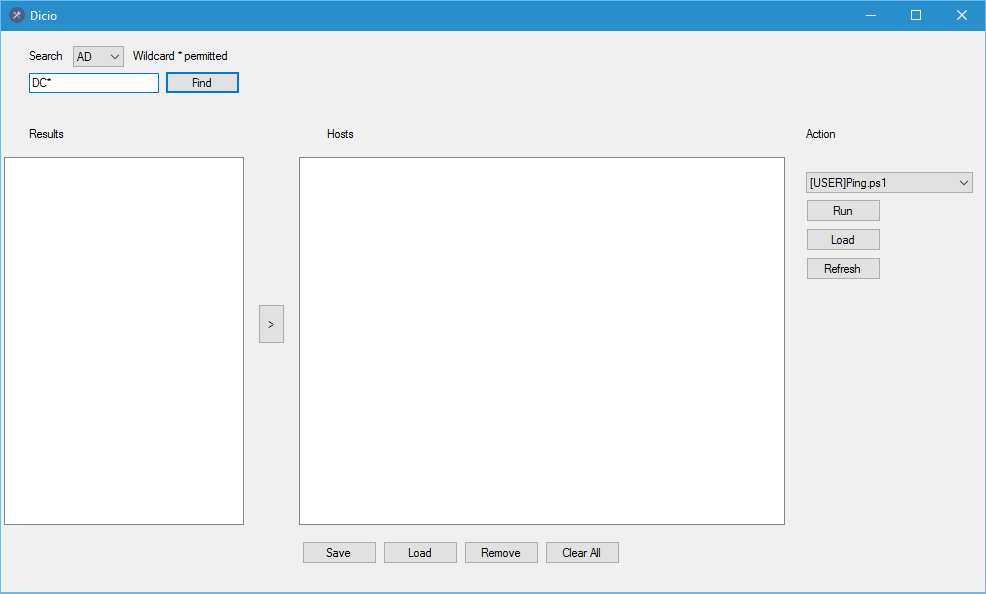 Dicio
Search AD Wildcard * permitted
DC* Find
Results Hosts Action
[USER]Ping.ps1
Run
Load
Refresh
>
Save Load Remove Clear All